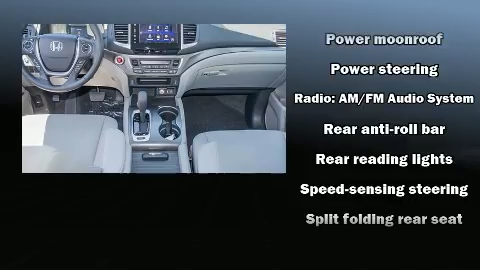 Power moonroof
Power steering
Radio: AM/FM Audio System
Rear anti-roll bar
Rear reading lights
Speed-sensing steering
Split folding rear seat